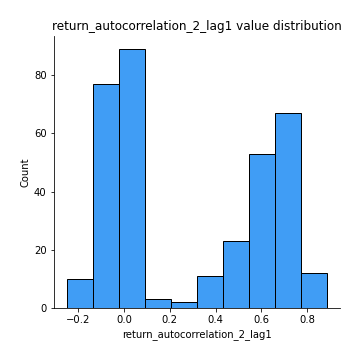 return_autocorrelation_2_lag1 value distribution
80
60
40
20
0
Count
−0.2 0.0 0.2 0.4 0.6 0.8
return_autocorrelation_2_lag1